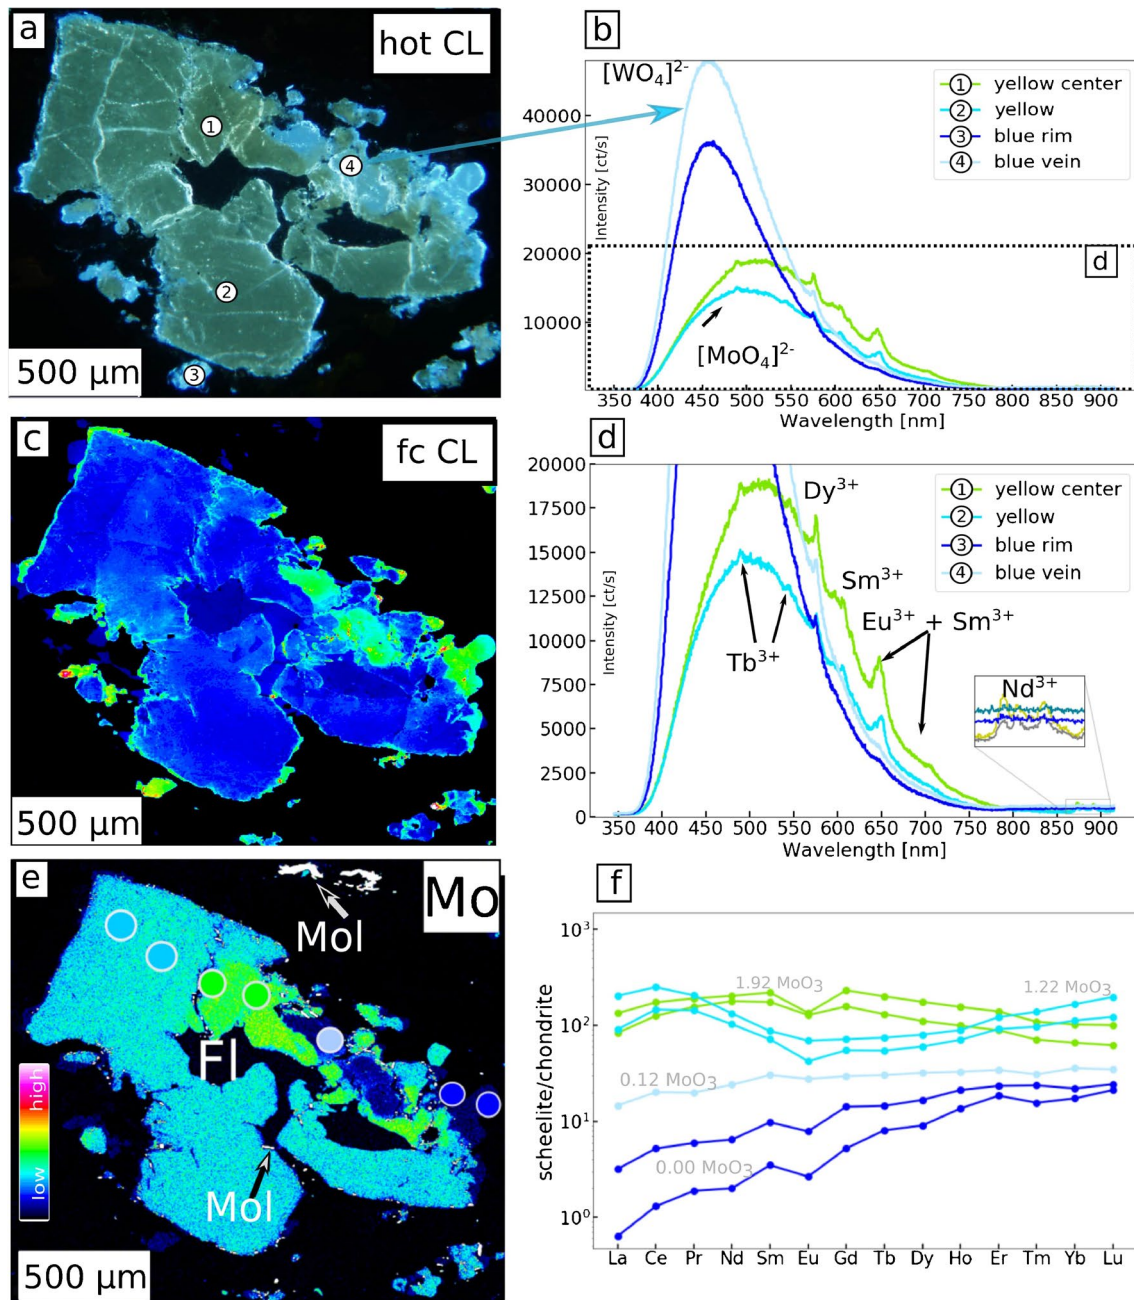 a
hot CL
1
2
3
4
500 µm
b
[WO₄]²⁻
[MoO₄]²⁻
d
1 yellow center
2 yellow
3 blue rim
4 blue vein
Intensity [ct/s]
40000
30000
20000
10000
350 400 450 500 550 600 650 700 750 800 850 900
Wavelength [nm]
c
fc CL
500 µm
d
Dy³⁺
Sm³⁺
Eu³⁺ + Sm³⁺
Tb³⁺
Nd³⁺
1 yellow center
2 yellow
3 blue rim
4 blue vein
Intensity [ct/s]
20000
17500
15000
12500
10000
7500
5000
2500
0
350 400 450 500 550 600 650 700 750 800 850 900
Wavelength [nm]
e
Mo
Mol
Fl
Mol
high
low
500 µm
f
scheelite/chondrite
10³
10²
10¹
10⁰
1.92 MoO₃
1.22 MoO₃
0.12 MoO₃
0.00 MoO₃
La Ce Pr Nd Sm Eu Gd Tb Dy Ho Er Tm Yb Lu